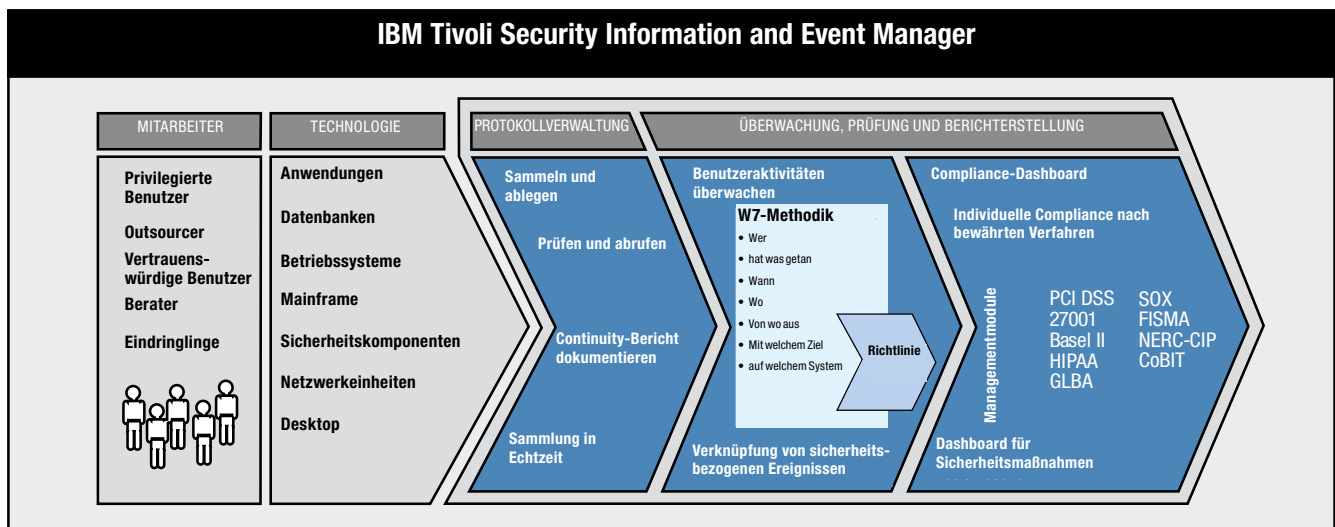 IBM Tivoli Security Information and Event Manager
MITARBEITER
Privilegierte
Benutzer
Outsourcer
Vertrauens-
würdige Benutzer
Berater
Eindringlinge
TECHNOLOGIE
Anwendungen
Datenbanken
Betriebssysteme
Mainframe
Sicherheitskomponenten
Netzwerkeinheiten
Desktop
PROTOKOLLVERWALTUNG
Sammeln und
ablegen
Prüfen und abrufen
Continuity-Bericht
dokumentieren
Sammlung in
Echtzeit
ÜBERWACHUNG, PRÜFUNG UND BERICHTERSTELLUNG
Benutzeraktivitäten
überwachen
W7-Methodik
• Wer
• hat was getan
• Wann
• Wo
• Von wo aus
• Mit welchem Ziel
• auf welchem System
Richtlinie
Verknüpfung von sicherheits-
bezogenen Ereignissen
Compliance-Dashboard
Individuelle Compliance nach
bewährten Verfahren
Managementmodule
PCI DSS
27001
Basel II
HIPAA
GLBA
SOX
FISMA
NERC-CIP
CoBIT
Dashboard für
Sicherheitsmaßnahmen